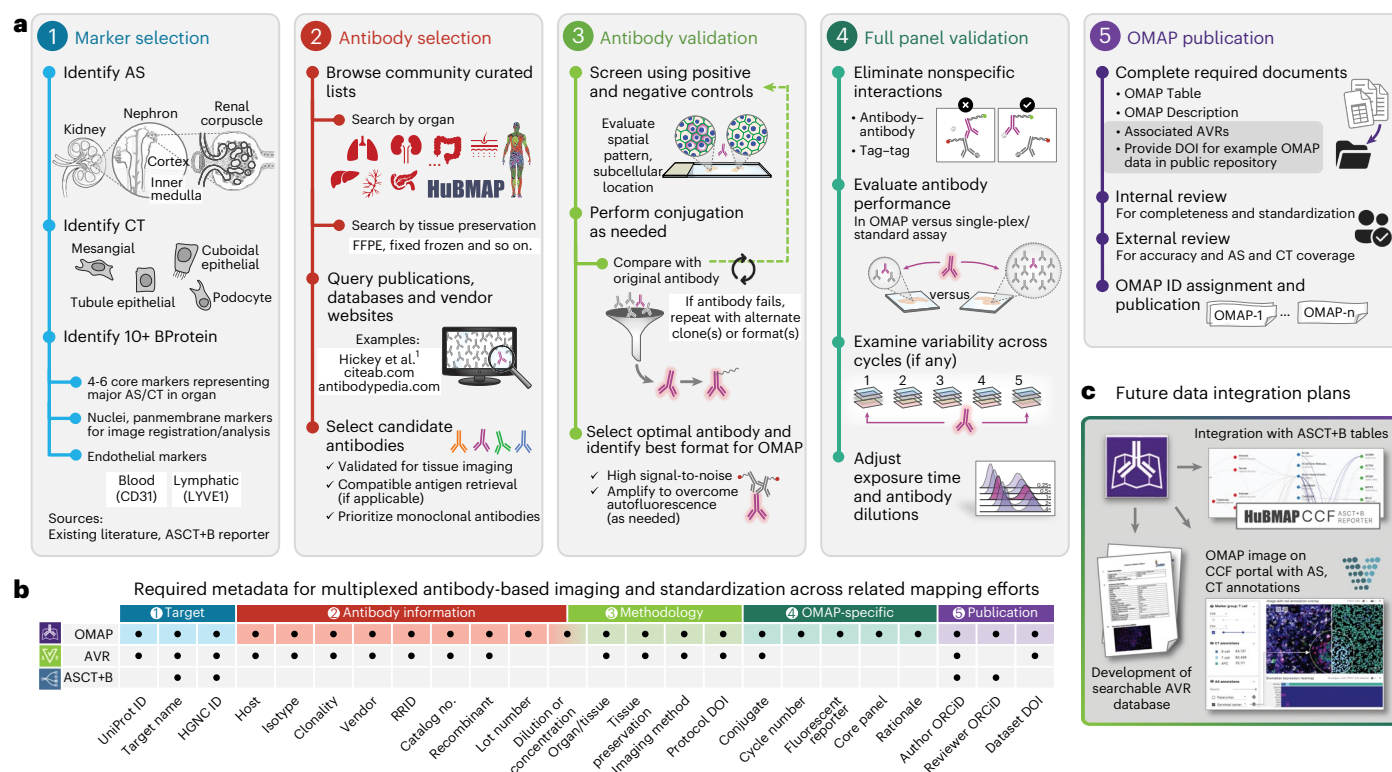 a
1 Marker selection
Identify AS
Kidney
Nephron
Renal
corpuscle
Cortex
Inner
medulla
Identify CT
Mesangial
Cuboidal
epithelial
Tubule epithelial
Podocyte
Identify 10+ BProtein
4-6 core markers representing
major AS/CT in organ
Nuclei, panmembrane markers
for image registration/analysis
Endothelial markers
Blood
(CD31)
Lymphatic
(LYVE1)
Sources:
Existing literature, ASCT+B reporter
2 Antibody selection
Browse community curated
lists
Search by organ
HuBMAP
Search by tissue preservation
FFPE, fixed frozen and so on.
Query publications,
databases and vendor
websites
Examples:
Hickey et al.1
citeab.com
antibodypedia.com
Select candidate
antibodies
✓ Validated for tissue imaging
✓ Compatible antigen retrieval
(if applicable)
✓ Prioritize monoclonal antibodies
3 Antibody validation
Screen using positive
and negative controls
Evaluate
spatial
pattern,
subcellular
location
Perform conjugation
as needed
Compare with
original antibody
If antibody fails,
repeat with alternate
clone(s) or format(s)
Select optimal antibody and
identify best format for OMAP
✓ High signal-to-noise
✓ Amplify to overcome
autofluorescence
(as needed)
4 Full panel validation
Eliminate nonspecific
interactions
• Antibody–
antibody
• Tag–tag
Evaluate antibody
performance
In OMAP versus single-plex/
standard assay
versus
Examine variability across
cycles (if any)
1 2 3 4 5
Adjust
exposure time
and antibody
dilutions
5 OMAP publication
Complete required documents
• OMAP Table
• OMAP Description
• Associated AVRs
• Provide DOI for example OMAP
data in public repository
Internal review
For completeness and standardization
External review
For accuracy and AS and CT coverage
OMAP ID assignment and
publication
OMAP-1 ... OMAP-n
b
Required metadata for multiplexed antibody-based imaging and standardization across related mapping efforts
1 Target 2 Antibody information 3 Methodology 4 OMAP-specific 5 Publication
OMAP
AVR
ASCT+B
UniProt ID
Target name
HGNC ID
Host
Isotype
Clonality
Vendor
RRID
Catalog no.
Recombinant
Lot number
Dilution or
concentration
Organ/tissue
Tissue
preservation
Imaging method
Protocol DOI
Conjugate
Cycle number
Fluorescent
reporter
Core panel
Rationale
Author ORCiD
Reviewer ORCiD
Dataset DOI
c
Future data integration plans
Integration with ASCT+B tables
HuBMAP CCF ASCT+B
REPORTER
OMAP image on
CCF portal with AS,
CT annotations
Development of
searchable AVR
database